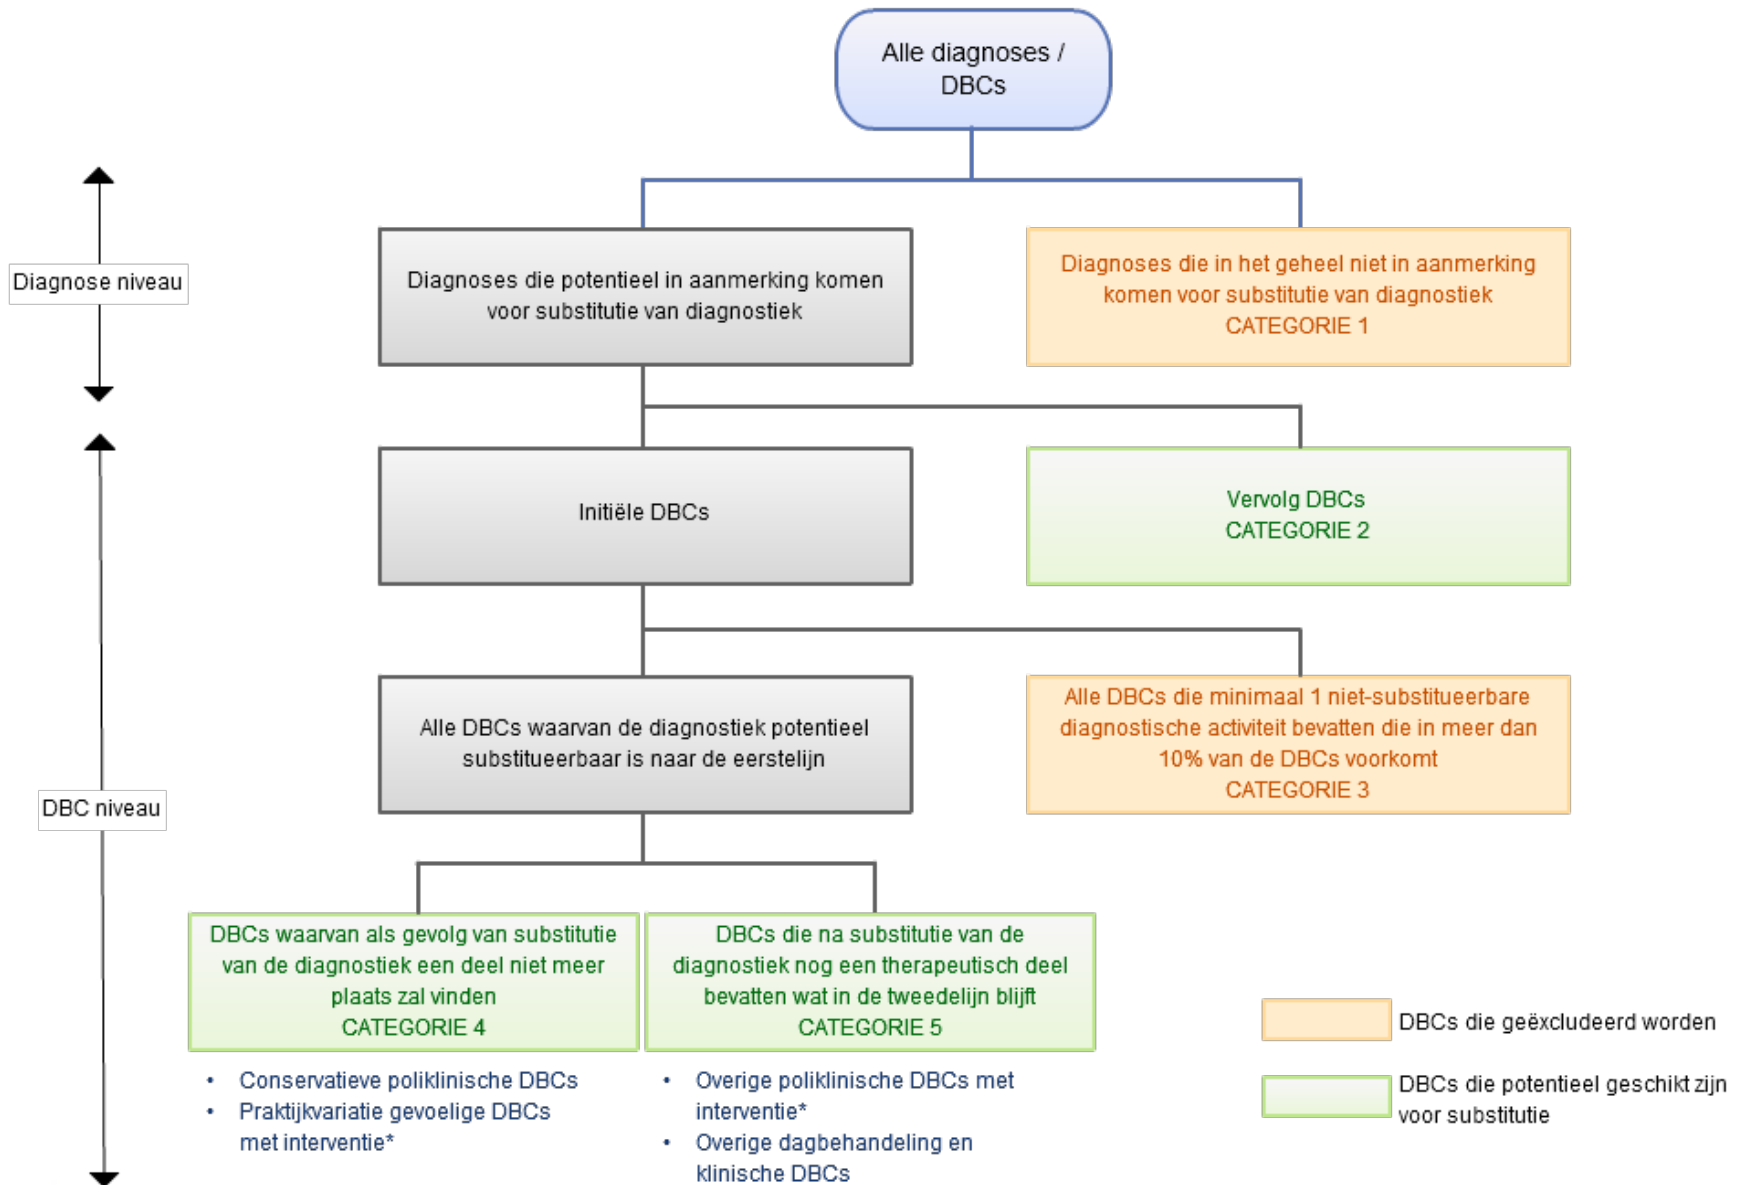 Alle diagnoses /
DBCs
Diagnose niveau
Diagnoses die potentieel in aanmerking komen
voor substitutie van diagnostiek
Diagnoses die in het geheel niet in aanmerking
komen voor substitutie van diagnostiek
CATEGORIE 1
Initiële DBCs
Vervolg DBCs
CATEGORIE 2
DBC niveau
Alle DBCs waarvan de diagnostiek potentieel
substitueerbaar is naar de eerstelijn
Alle DBCs die minimaal 1 niet-substitueerbare
diagnostische activiteit bevatten die in meer dan
10% van de DBCs voorkomt
CATEGORIE 3
DBCs waarvan als gevolg van substitutie
van de diagnostiek een deel niet meer
plaats zal vinden
CATEGORIE 4
DBCs die na substitutie van de
diagnostiek nog een therapeutisch deel
bevatten wat in de tweedelijn blijft
CATEGORIE 5
• Conservatieve poliklinische DBCs
• Praktijkvariatie gevoelige DBCs
met interventie*
• Overige poliklinische DBCs met
interventie*
• Overige dagbehandeling en
klinische DBCs
DBCs die geëxcludeerd worden
DBCs die potentieel geschikt zijn
voor substitutie